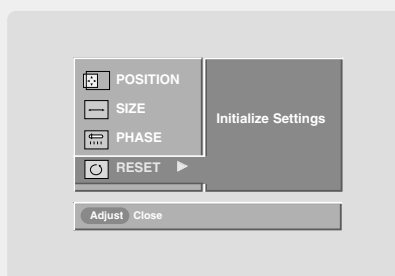 POSITION
SIZE
PHASE
RESET
Initialize Settings
Adjust Close